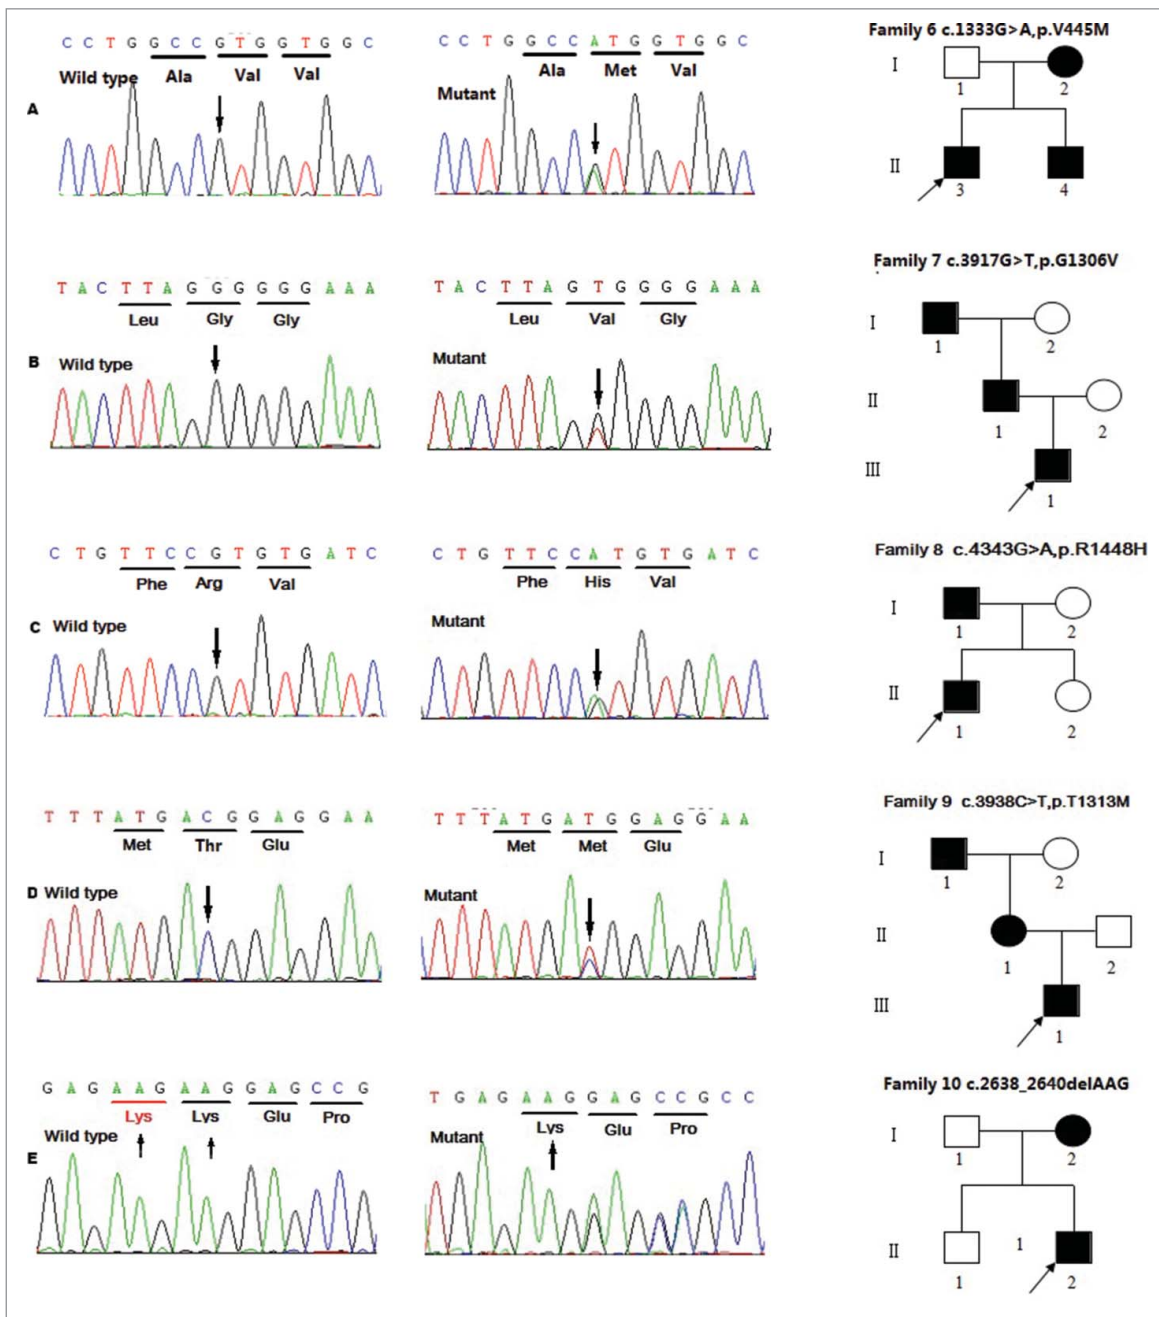 C C T G G C C G T G G T G G C
Ala Val Val
Wild type
A
C C T G G C C A T G G T G G C
Ala Met Val
Mutant
Family 6 c.1333G>A,p.V445M
I
1 2
II
3 4
T A C T T A G G G G G G A A A
Leu Gly Gly
B Wild type
T A C T T A G T G G G G A A A
Leu Val Gly
Mutant
Family 7 c.3917G>T,p.G1306V
I
1 2
II
1 2
III
1
C T G T T C C G T G T G A T C
Phe Arg Val
C Wild type
C T G T T C C A T G T G A T C
Phe His Val
Mutant
Family 8 c.4343G>A,p.R1448H
I
1 2
II
1 2
T T T A T G A C G G A G G A A
Met Thr Glu
D Wild type
T T T A T G A T G G A G G A A
Met Met Glu
Mutant
Family 9 c.3938C>T,p.T1313M
I
1 2
II
1 2
III
1
G A G A A G A A G G A G C C G
Lys Lys Glu Pro
Wild type
E
T G A G A A G G A G C C G C C
Lys Glu Pro
Mutant
Family 10 c.2638_2640delAAG
I
1 2
II
1
1 2